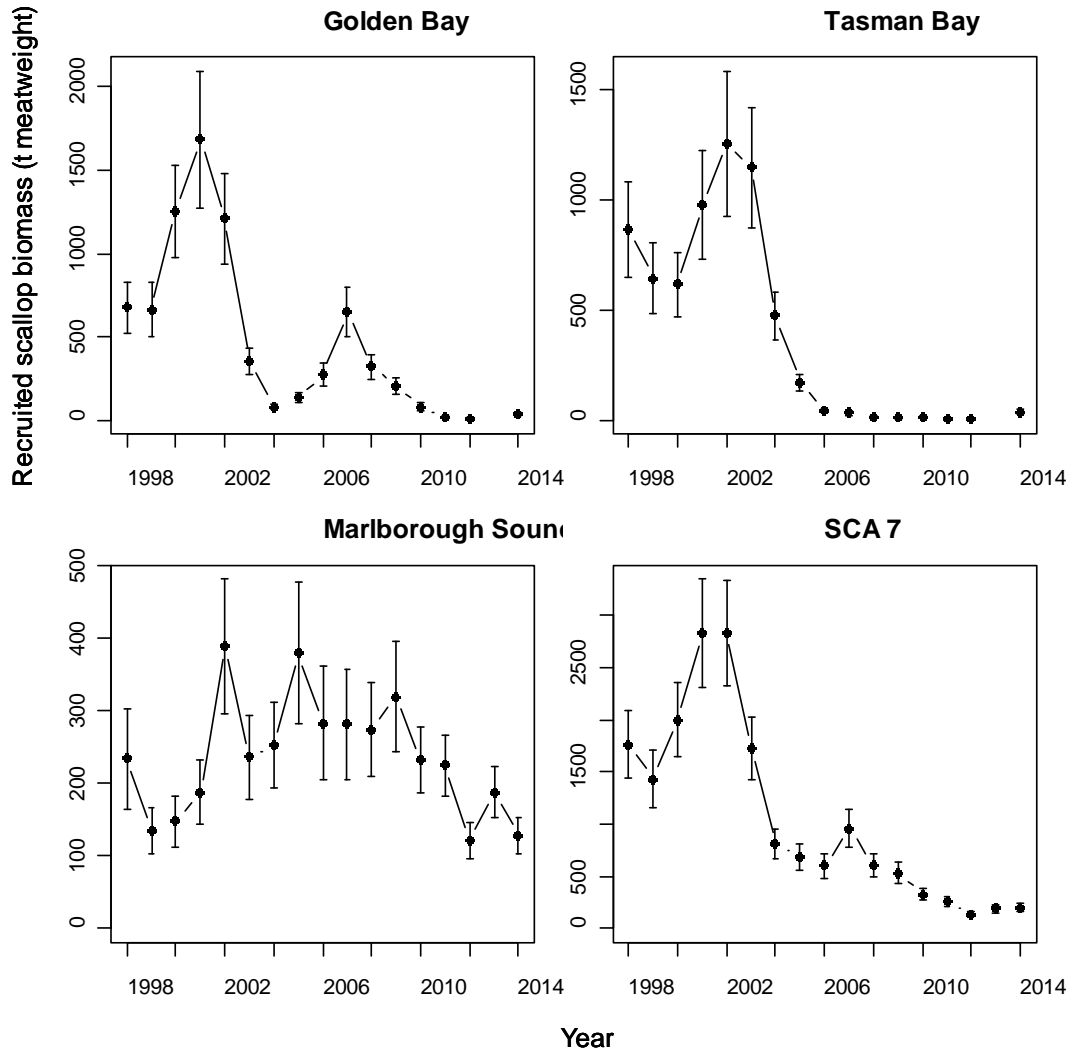 Golden Bay
Tasman Bay
Recruited scallop biomass (t meatweight)
0 500 1000 1500 2000
0 500 1000 1500
1998 2002 2006 2010 2014
1998 2002 2006 2010 2014
Marlborough Soun
SCA 7
0 100 200 300 400 500
0 500 1500 2500
1998 2002 2006 2010 2014
1998 2002 2006 2010 2014
Year